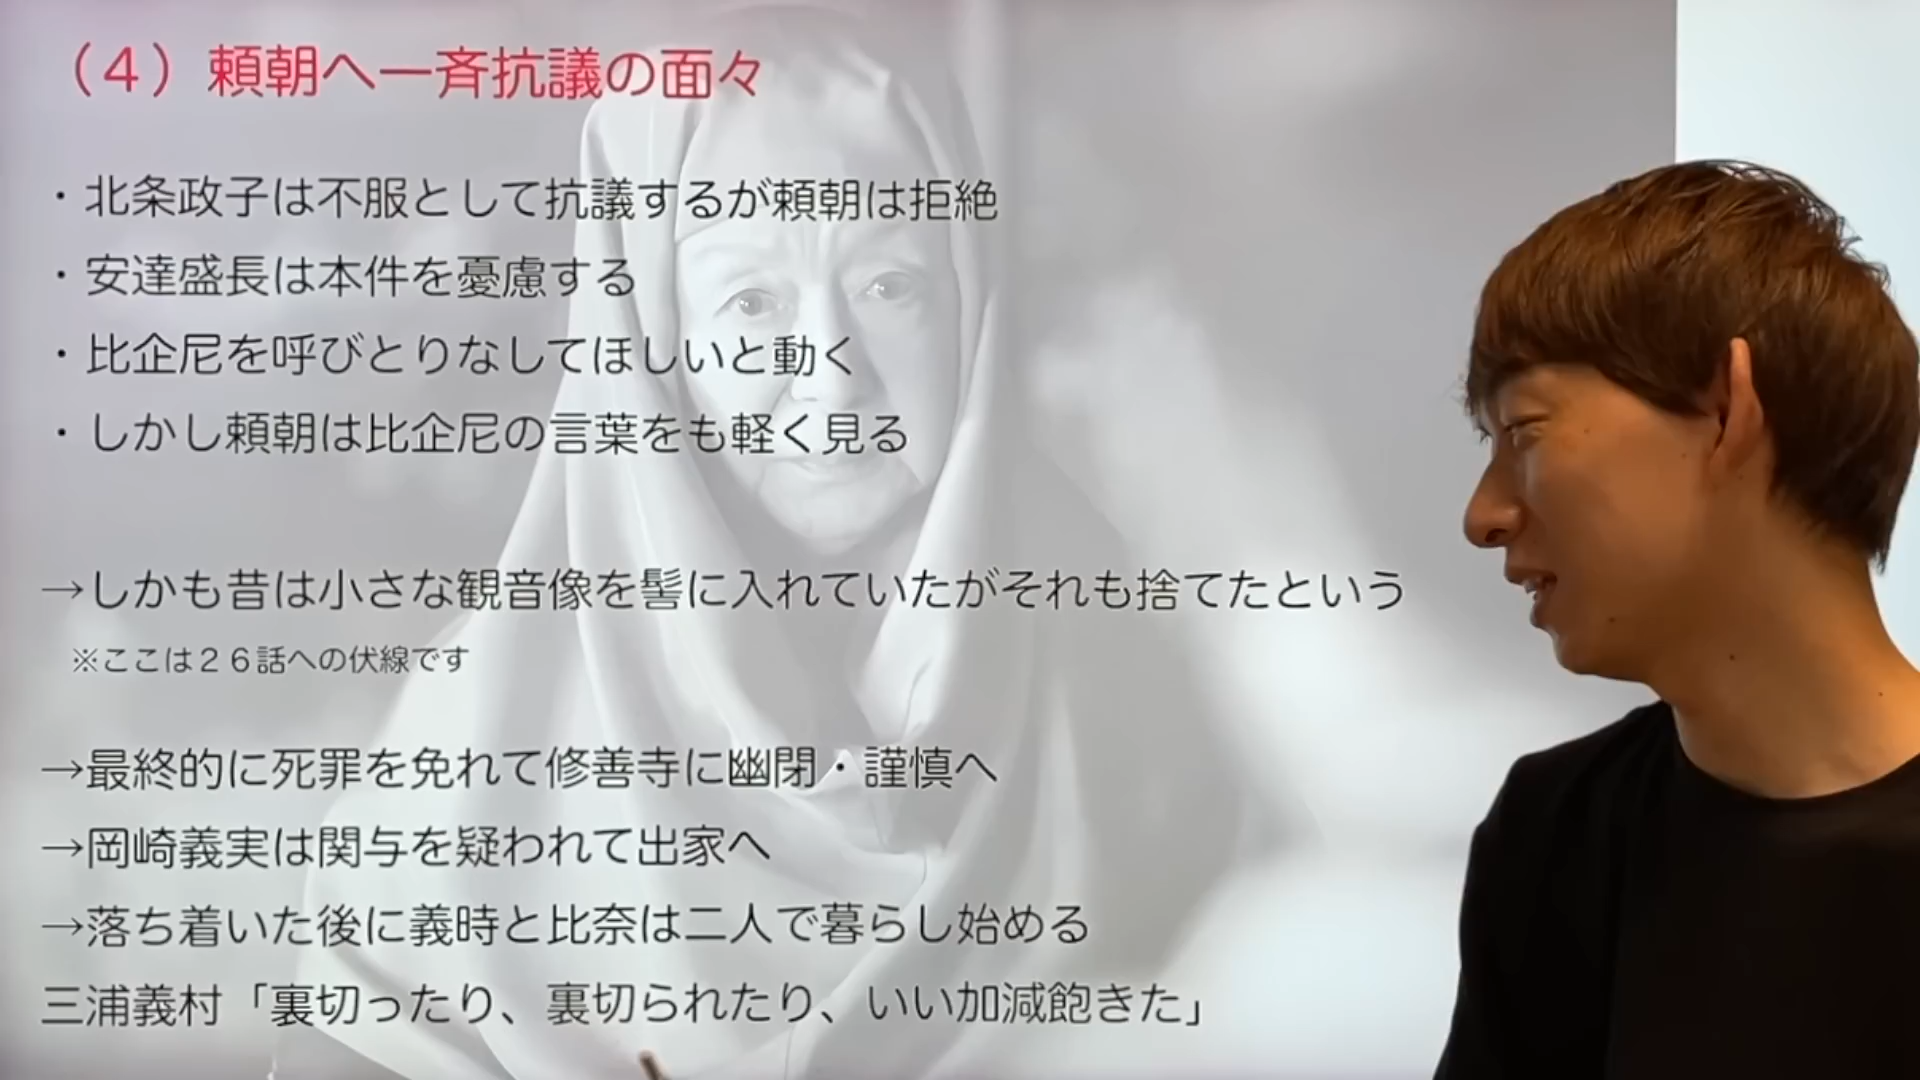 （４）頼朝へ一斉抗議の面々
・北条政子は不服として抗議するが頼朝は拒絶
・安達盛長は本件を憂慮する
・比企尼を呼びとりなしてほしいと動く
・しかし頼朝は比企尼の言葉をも軽く見る
→しかも昔は小さな観音像を髻に入れていたがそれも捨てたという
※ここは２６話への伏線です
→最終的に死罪を免れて修善寺に幽閉・謹慎へ
→岡崎義実は関与を疑われて出家へ
→落ち着いた後に義時と比奈は二人で暮らし始める
三浦義村「裏切ったり、裏切られたり、いい加減飽きた」